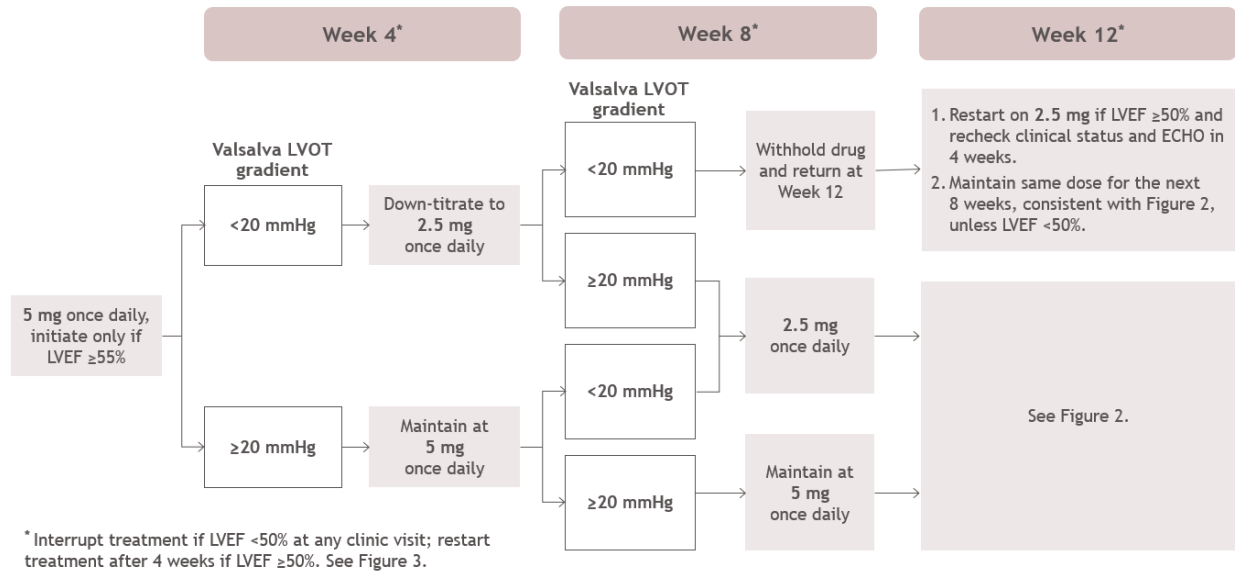 Week 4*
Week 8*
Week 12*
Valsalva LVOT
gradient
<20 mmHg
Down-titrate to
2.5 mg
once daily
Valsalva LVOT
gradient
<20 mmHg
Withhold drug
and return at
Week 12
1. Restart on 2.5 mg if LVEF ≥50% and
recheck clinical status and ECHO in
4 weeks.
2. Maintain same dose for the next
8 weeks, consistent with Figure 2,
unless LVEF <50%.
≥20 mmHg
5 mg once daily,
initiate only if
LVEF ≥55%
2.5 mg
once daily
<20 mmHg
≥20 mmHg
Maintain at
5 mg
once daily
≥20 mmHg
Maintain at
5 mg
once daily
See Figure 2.
* Interrupt treatment if LVEF <50% at any clinic visit; restart
treatment after 4 weeks if LVEF ≥50%. See Figure 3.